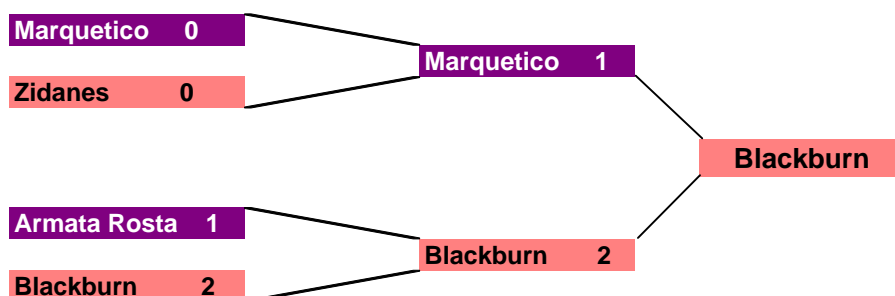 Marquetico 0
Zidanes 0
Marquetico 1
Blackburn
Armata Rosta 1
Blackburn 2
Blackburn 2